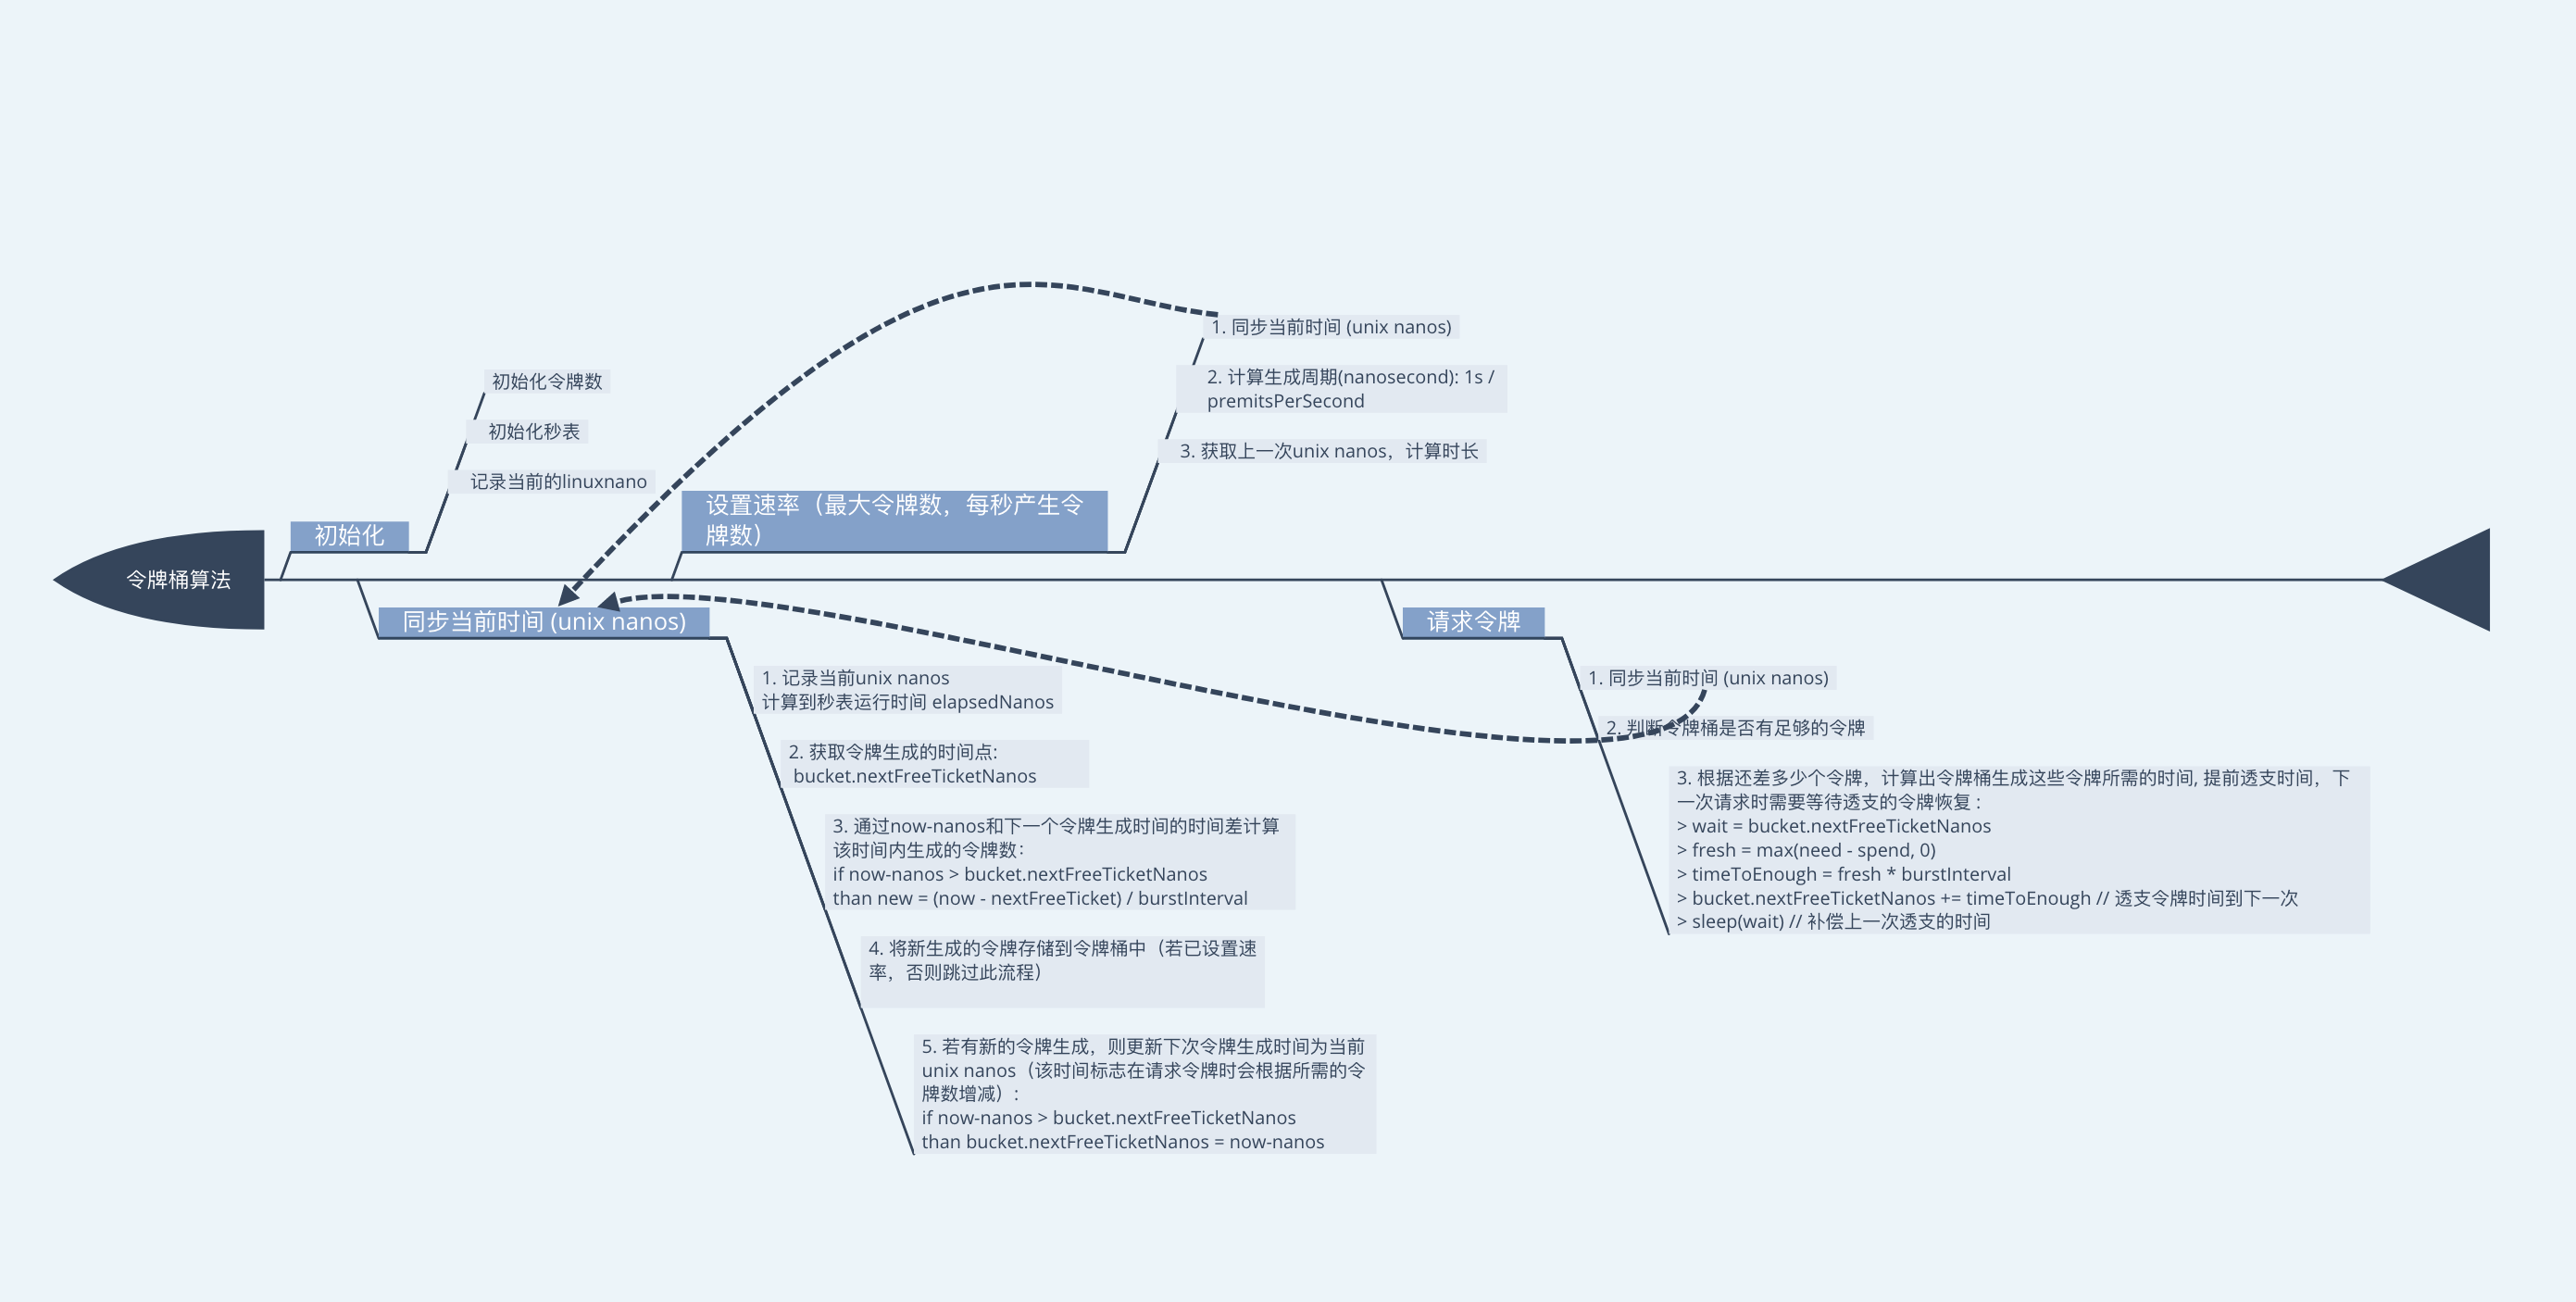 令牌桶算法
初始化
初始化令牌数
初始化秒表
记录当前的linuxnano
同步当前时间 (unix nanos)
1. 记录当前unix nanos
计算到秒表运行时间 elapsedNanos
2. 获取令牌生成的时间点:
bucket.nextFreeTicketNanos
3. 通过now-nanos和下一个令牌生成时间的时间差计算
该时间内生成的令牌数：
if now-nanos > bucket.nextFreeTicketNanos
than new = (now - nextFreeTicket) / burstInterval
4. 将新生成的令牌存储到令牌桶中（若已设置速
率，否则跳过此流程）
5. 若有新的令牌生成，则更新下次令牌生成时间为当前
unix nanos（该时间标志在请求令牌时会根据所需的令
牌数增减）:
if now-nanos > bucket.nextFreeTicketNanos
than bucket.nextFreeTicketNanos = now-nanos
设置速率（最大令牌数，每秒产生令
牌数）
1. 同步当前时间 (unix nanos)
2. 计算生成周期(nanosecond): 1s /
premitsPerSecond
3. 获取上一次unix nanos，计算时长
请求令牌
1. 同步当前时间 (unix nanos)
2. 判断令牌桶是否有足够的令牌
3. 根据还差多少个令牌，计算出令牌桶生成这些令牌所需的时间, 提前透支时间，下
一次请求时需要等待透支的令牌恢复 :
> wait = bucket.nextFreeTicketNanos
> fresh = max(need - spend, 0)
> timeToEnough = fresh * burstInterval
> bucket.nextFreeTicketNanos += timeToEnough // 透支令牌时间到下一次
> sleep(wait) // 补偿上一次透支的时间